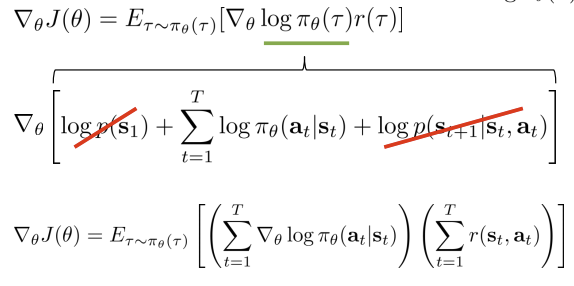 ∇_θ J(θ) = E_{τ∼π_θ(τ)}[∇_θ log π_θ(τ)r(τ)]
∇_θ [log p(s_1) + ∑_{t=1}^{T} log π_θ(a_t|s_t) + log p(s_{t+1}|s_t, a_t)]
∇_θ J(θ) = E_{τ∼π_θ(τ)} [(∑_{t=1}^{T} ∇_θ log π_θ(a_t|s_t)) (∑_{t=1}^{T} r(s_t, a_t))]